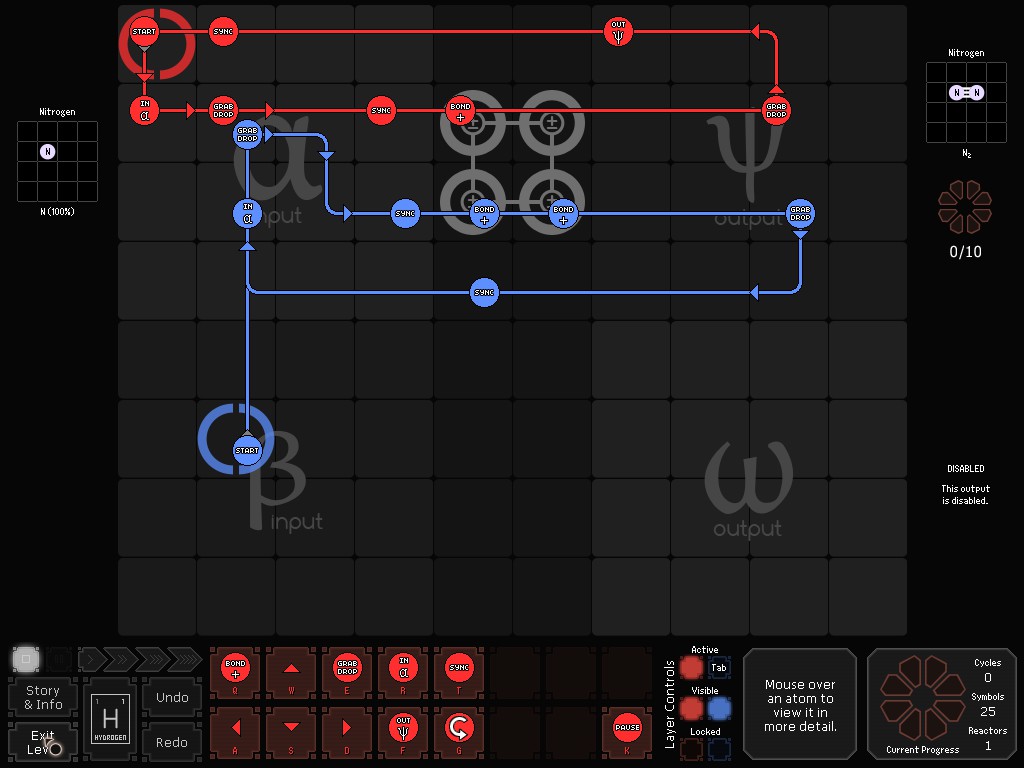 START
SYNC
OUT
ψ
Nitrogen
N = N
N₂
Nitrogen
N
N (100%)
IN
α
GRAB
DROP
SYNC
BOND
+
GRAB
DROP
±
±
GRAB
DROP
α
input
ψ
output
IN
α
SYNC
BOND
+
BOND
+
GRAB
DROP
±
±
0/10
SYNC
START
β
input
ω
output
DISABLED
This output
is disabled.
Story
& Info
Exit
1 1
H
HYDROGEN
Undo
Redo
BOND
+
Q
W
GRAB
DROP
E
IN
α
R
SYNC
T
A
S
D
OUT
ψ
F
G
PAUSE
K
Layer Controls
Active
Tab
Visible
Locked
Mouse over
an atom to
view it in
more detail.
Cycles
0
Symbols
25
Reactors
1
Current Progress